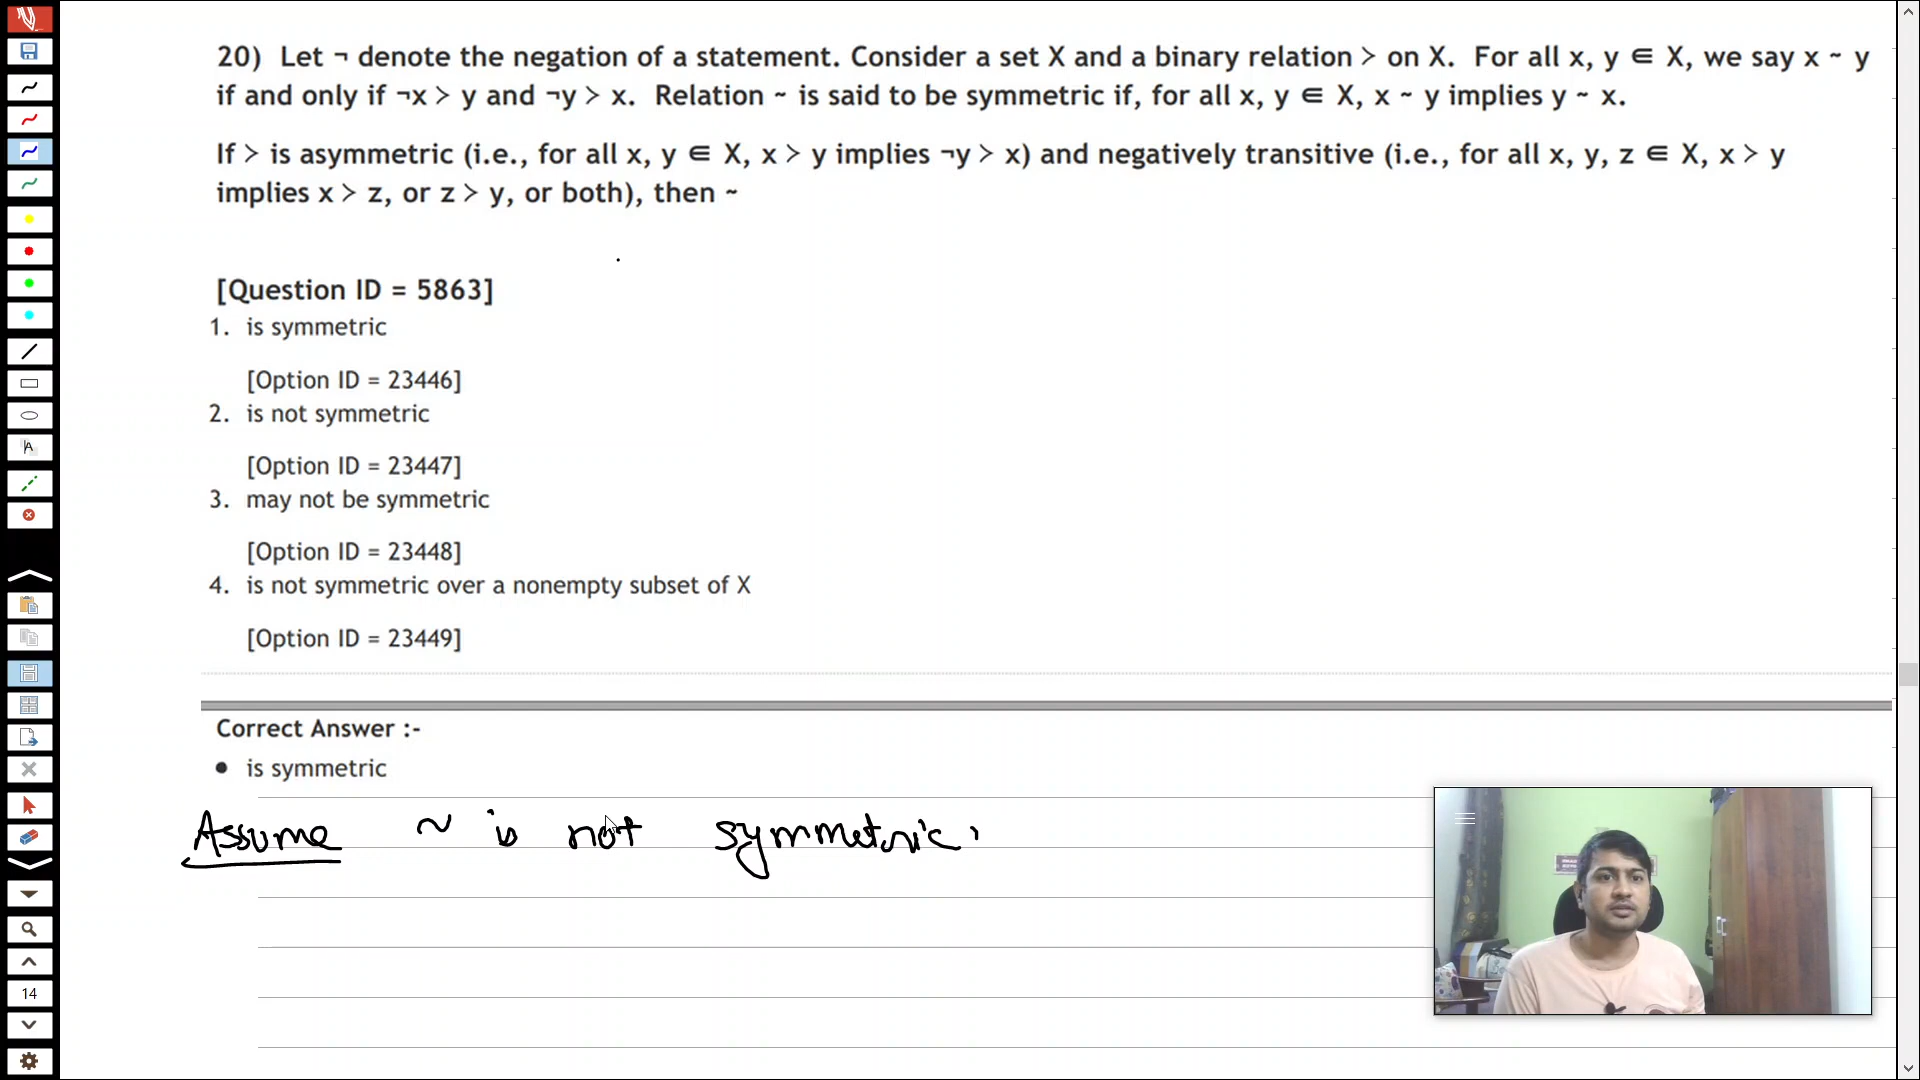 20) Let ¬ denote the negation of a statement. Consider a set X and a binary relation ≻ on X. For all x, y ∈ X, we say x ~ y
if and only if ¬x ≻ y and ¬y ≻ x. Relation ~ is said to be symmetric if, for all x, y ∈ X, x ~ y implies y ~ x.
If ≻ is asymmetric (i.e., for all x, y ∈ X, x ≻ y implies ¬y ≻ x) and negatively transitive (i.e., for all x, y, z ∈ X, x ≻ y
implies x ≻ z, or z ≻ y, or both), then ~
[Question ID = 5863]
1. is symmetric
[Option ID = 23446]
2. is not symmetric
[Option ID = 23447]
3. may not be symmetric
[Option ID = 23448]
4. is not symmetric over a nonempty subset of X
[Option ID = 23449]
Correct Answer :-
• is symmetric
Assume ~ is not symmetric,
14